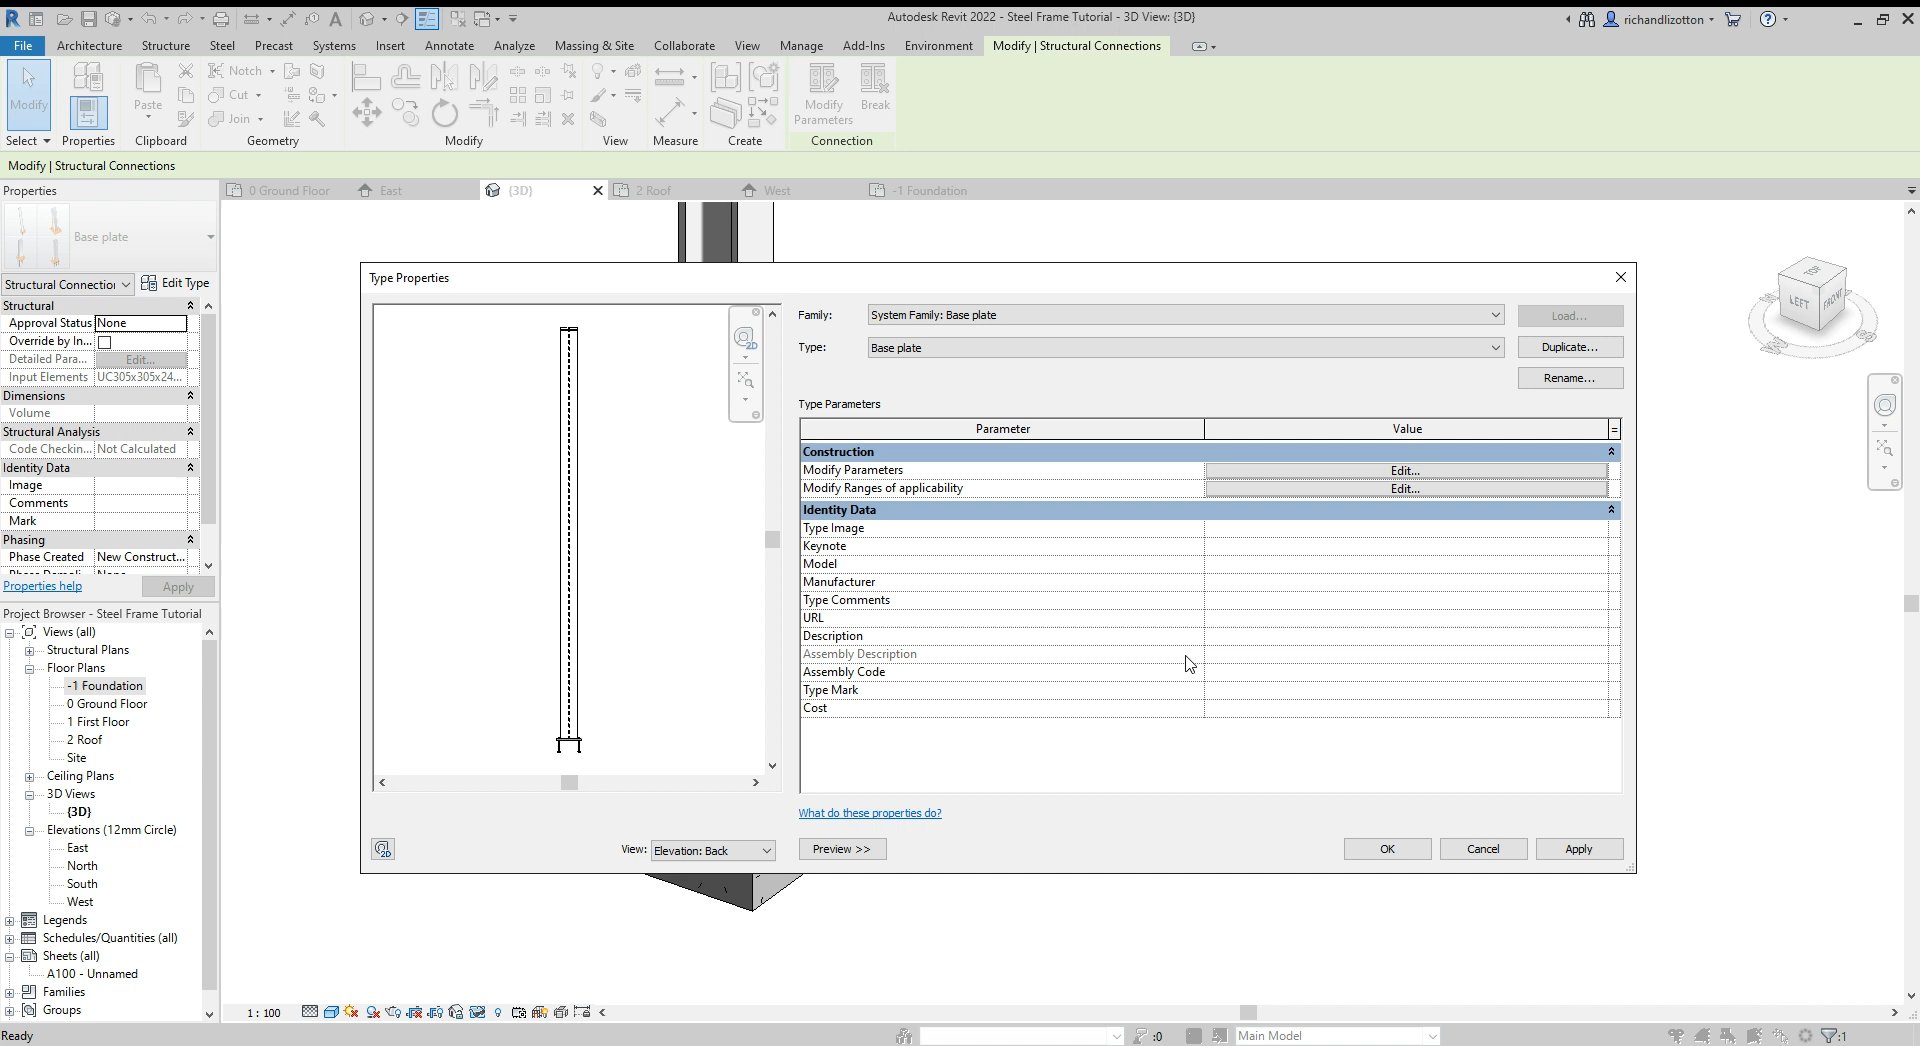 Autodesk Revit 2022 - Steel Frame Tutorial - 3D View: {3D}
richandlizotton
File Architecture Structure Steel Precast Systems Insert Annotate Analyze Massing & Site Collaborate View Manage Add-Ins Environment Modify | Structural Connections
Modify
Paste
Notch
Cut
Join
Modify Parameters
Break
Select Properties Clipboard Geometry Modify View Measure Create Connection
Modify | Structural Connections
Properties
0 Ground Floor East {3D} 2 Roof West -1 Foundation
Base plate
Edit Type
Structural
Approval Status None
Override by In...
Detailed Para... Edit...
Input Elements UC305x305x24...
Dimensions
Volume
Structural Analysis
Code Checkin... Not Calculated
Identity Data
Image
Comments
Mark
Phasing
Phase Created New Construct...
Properties help Apply
Project Browser - Steel Frame Tutorial
Views (all)
Structural Plans
Floor Plans
-1 Foundation
0 Ground Floor
1 First Floor
2 Roof
Site
Ceiling Plans
3D Views
{3D}
Elevations (12mm Circle)
East
North
South
West
Legends
Schedules/Quantities (all)
Sheets (all)
A100 - Unnamed
Families
Groups
Type Properties
Family: System Family: Base plate Load...
Type: Base plate Duplicate...
Rename...
Type Parameters
Parameter Value =
Construction
Modify Parameters Edit...
Modify Ranges of applicability Edit...
Identity Data
Type Image
Keynote
Model
Manufacturer
Type Comments
URL
Description
Assembly Description
Assembly Code
Type Mark
Cost
What do these properties do?
View: Elevation: Back Preview >> OK Cancel Apply
LEFT FRONT
1 : 100
Ready
:0
Main Model
:1